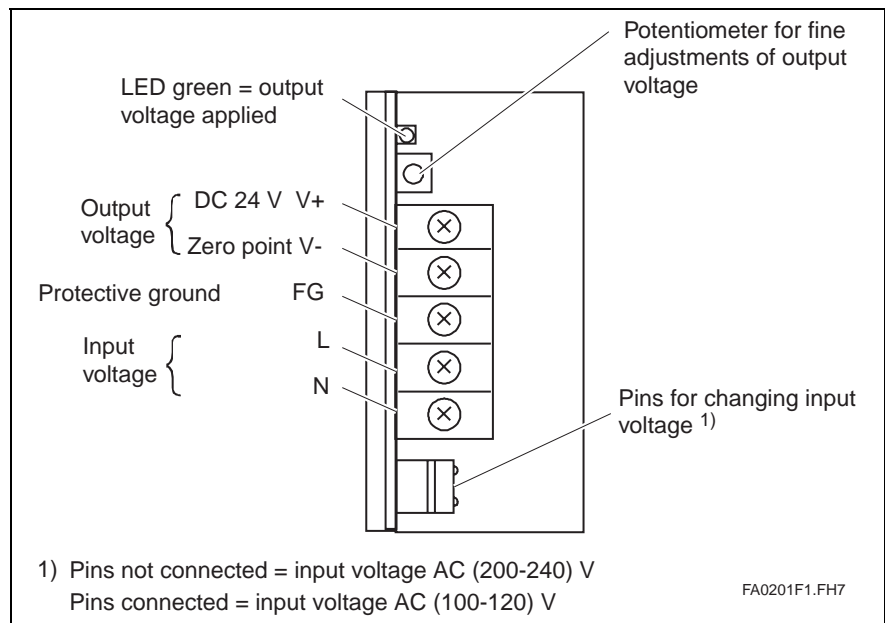 Potentiometer for fine
adjustments of output
voltage
LED green = output
voltage applied
Output
voltage
DC 24 V V+
Zero point V-
Protective ground FG
Input
voltage
L
N
Pins for changing input
voltage 1)
1) Pins not connected = input voltage AC (200-240) V
Pins connected = input voltage AC (100-120) V
FA0201F1.FH7